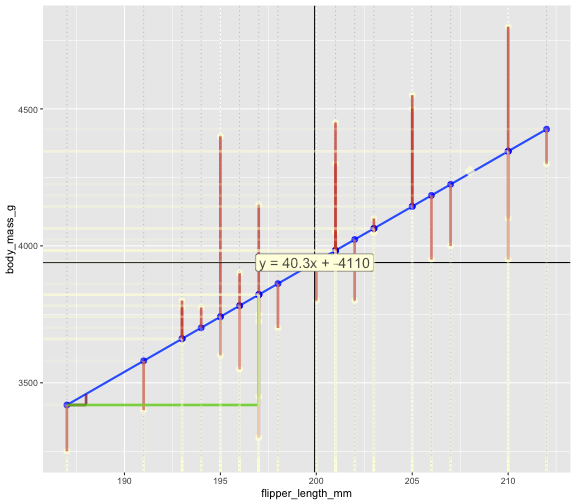 4500
4000
3500
body_mass_g
y = 40.3x + -4110
190
195
200
205
210
flipper_length_mm